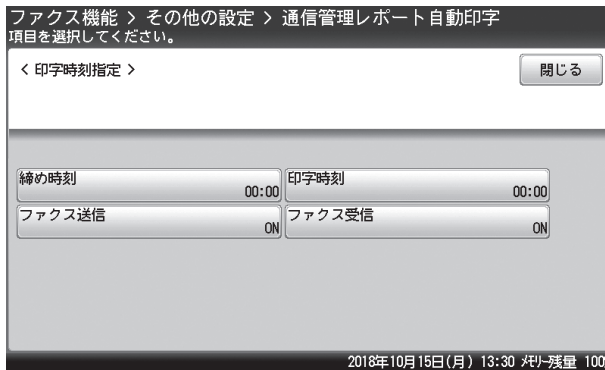 ファクス機能 > その他の設定 > 通信管理レポート自動印字
項目を選択してください。
< 印字時刻指定 >
閉じる
締め時刻 00:00
印字時刻 00:00
ファクス送信 ON
ファクス受信 ON
2018年10月15日(月) 13:30 ﾒﾓﾘｰ残量 100